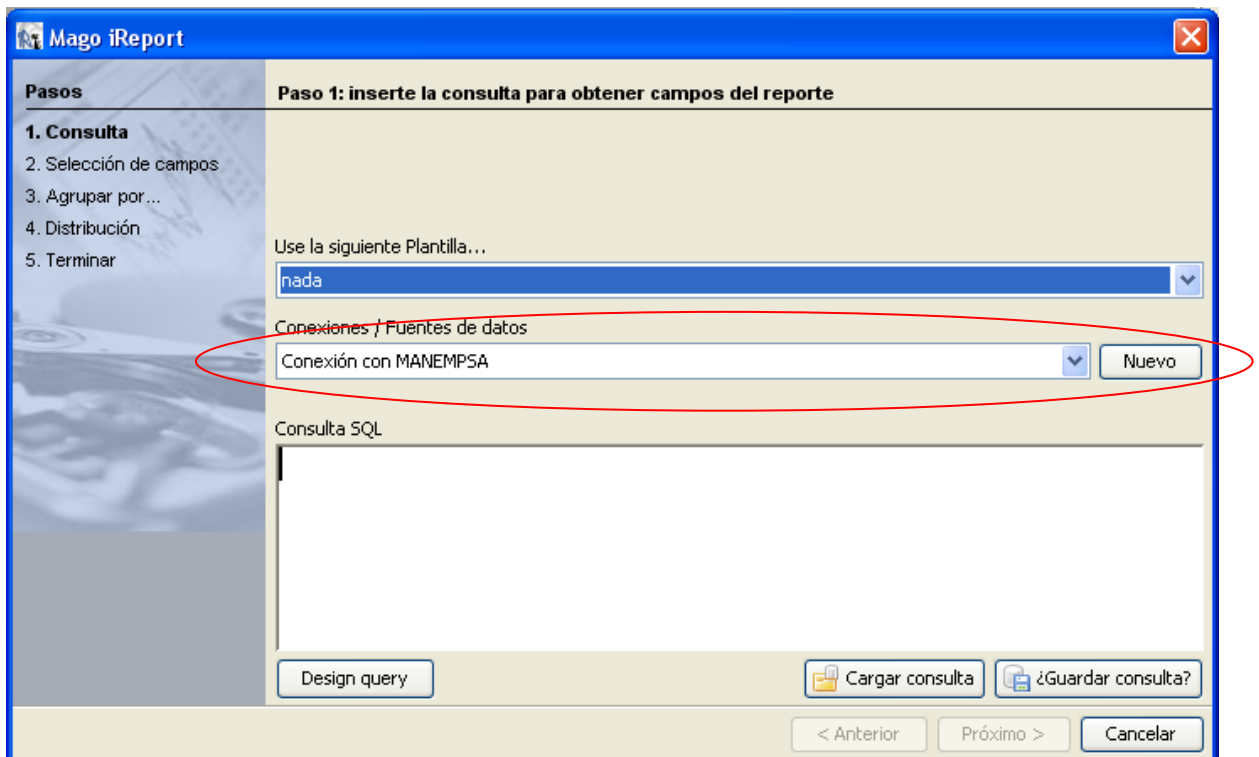 Mago iReport
Pasos
1. Consulta
2. Selección de campos
3. Agrupar por...
4. Distribución
5. Terminar
Paso 1: inserte la consulta para obtener campos del reporte
Use la siguiente Plantilla...
nada
Conexiones / Fuentes de datos
Conexión con MANEMPSA
Nuevo
Consulta SQL
Design query
Cargar consulta
¿Guardar consulta?
< Anterior
Próximo >
Cancelar